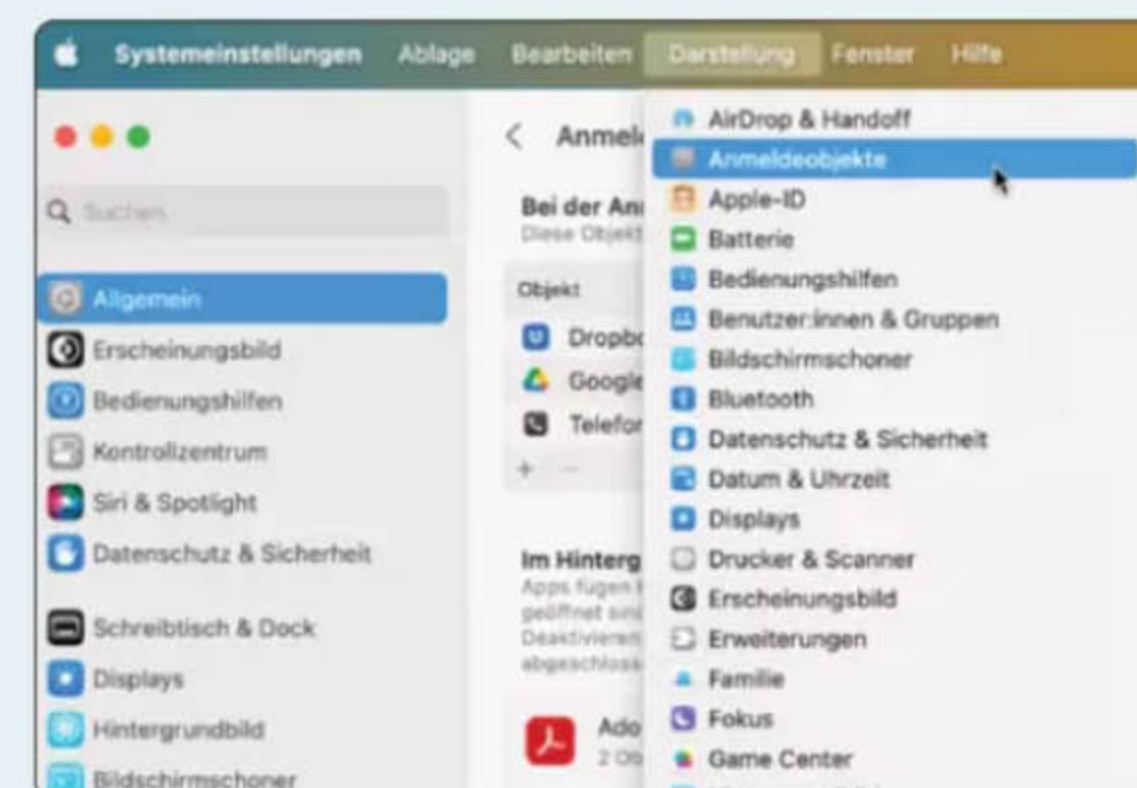 Systemeinstellungen Ablage Bearbeiten Darstellung Fenster Hilfe
Suchen
Allgemein
Erscheinungsbild
Bedienungshilfen
Kontrollzentrum
Siri & Spotlight
Datenschutz & Sicherheit
Schreibtisch & Dock
Displays
Hintergrundbild
Bildschirmschoner
Anmel
Bei der An
Diese Objekt
Objekt
Dropbo
Google
Telefon
Im Hinterg
Apps fügen
geöffnet sind
Deaktivieren
abgeschloss
Ado
2 Ob
AirDrop & Handoff
Anmeldeobjekte
Apple-ID
Batterie
Bedienungshilfen
Benutzer:innen & Gruppen
Bildschirmschoner
Bluetooth
Datenschutz & Sicherheit
Datum & Uhrzeit
Displays
Drucker & Scanner
Erscheinungsbild
Erweiterungen
Familie
Fokus
Game Center